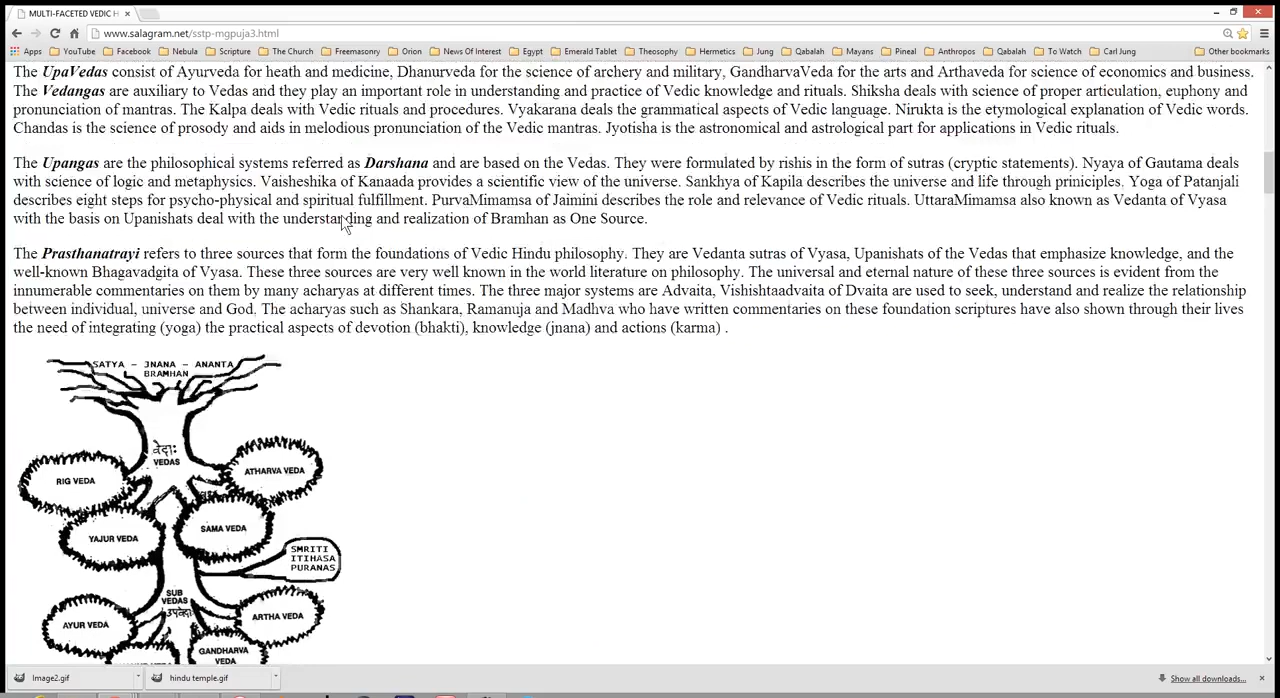 MULTI-FACETED VEDIC H
www.salagram.net/sstp-mgpuja3.html
Apps YouTube Facebook Nebula Scripture The Church Freemasonry Orion News Of Interest Egypt Emerald Tablet Theosophy Hermetics Jung Qabalah Mayans Pineal Anthropos Qabalah To Watch Carl Jung Other bookmarks
The UpaVedas consist of Ayurveda for heath and medicine, Dhanurveda for the science of archery and military, GandharvaVeda for the arts and Arthaveda for science of economics and business.
The Vedangas are auxiliary to Vedas and they play an important role in understanding and practice of Vedic knowledge and rituals. Shiksha deals with science of proper articulation, euphony and
pronunciation of mantras. The Kalpa deals with Vedic rituals and procedures. Vyakarana deals the grammatical aspects of Vedic language. Nirukta is the etymological explanation of Vedic words.
Chandas is the science of prosody and aids in melodious pronunciation of the Vedic mantras. Jyotisha is the astronomical and astrological part for applications in Vedic rituals.
The Upangas are the philosophical systems referred as Darshana and are based on the Vedas. They were formulated by rishis in the form of sutras (cryptic statements). Nyaya of Gautama deals
with science of logic and metaphysics. Vaisheshika of Kanaada provides a scientific view of the universe. Sankhya of Kapila describes the universe and life through priniciples. Yoga of Patanjali
describes eight steps for psycho-physical and spiritual fulfillment. PurvaMimamsa of Jaimini describes the role and relevance of Vedic rituals. UttaraMimamsa also known as Vedanta of Vyasa
with the basis on Upanishats deal with the understanding and realization of Bramhan as One Source.
The Prasthanatrayi refers to three sources that form the foundations of Vedic Hindu philosophy. They are Vedanta sutras of Vyasa, Upanishats of the Vedas that emphasize knowledge, and the
well-known Bhagavadgita of Vyasa. These three sources are very well known in the world literature on philosophy. The universal and eternal nature of these three sources is evident from the
innumerable commentaries on them by many acharyas at different times. The three major systems are Advaita, Vishishtaadvaita of Dvaita are used to seek, understand and realize the relationship
between individual, universe and God. The acharyas such as Shankara, Ramanuja and Madhva who have written commentaries on these foundation scriptures have also shown through their lives
the need of integrating (yoga) the practical aspects of devotion (bhakti), knowledge (jnana) and actions (karma) .
SATYA - JNANA - ANANTA
BRAMHAN
वेदाः
VEDAS
RIG VEDA
ATHARVA VEDA
YAJUR VEDA
SAMA VEDA
SMRITI
ITIHASA
PURANAS
SUB
VEDAS
उपवेदाः
AYUR VEDA
ARTHA VEDA
GANDHARVA
VEDA
Image2.gif
hindu temple.gif
Show all downloads...